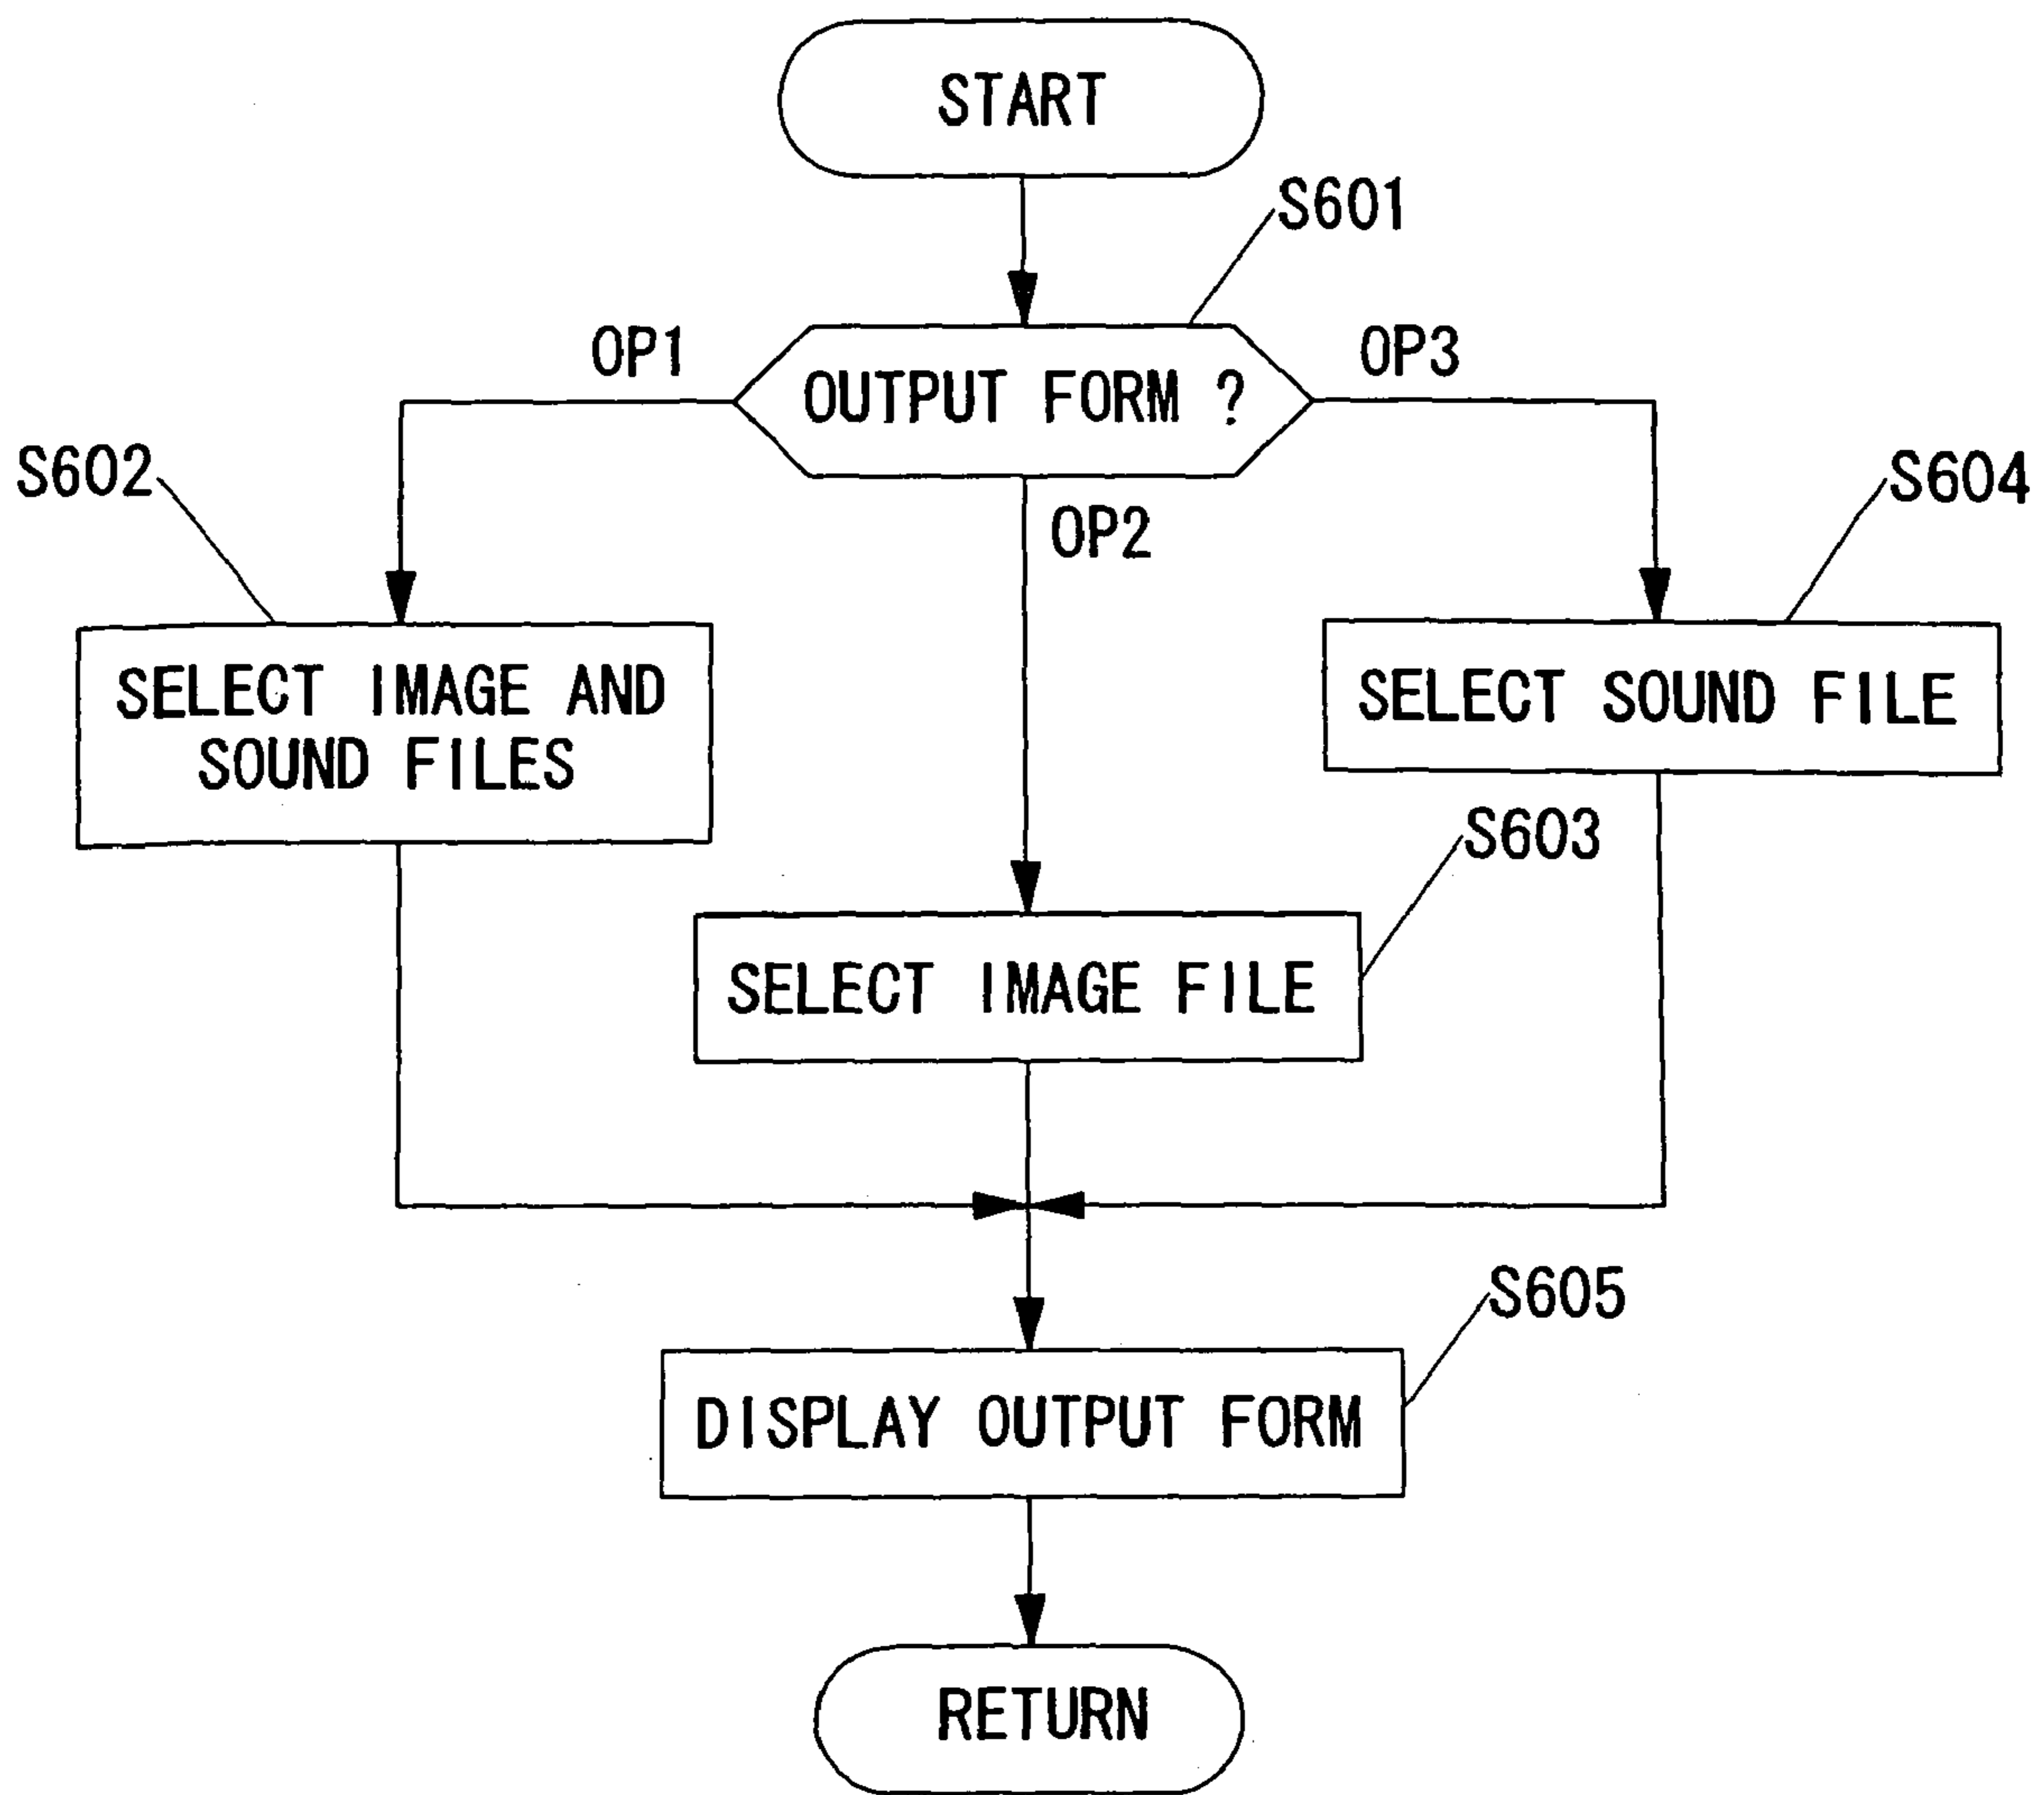 START
S601
OP1
OUTPUT FORM ?
OP3
S602
S604
OP2
SELECT IMAGE AND
SOUND FILES
SELECT SOUND FILE
S603
SELECT IMAGE FILE
S605
DISPLAY OUTPUT FORM
RETURN